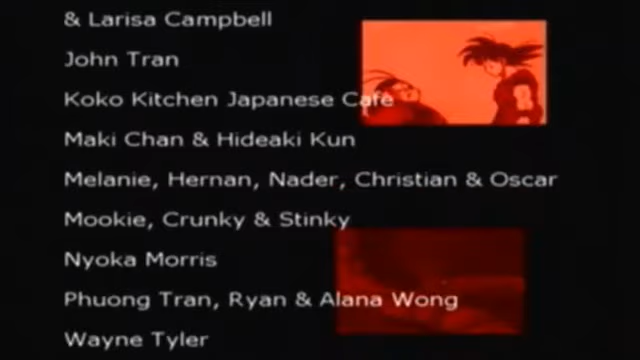 & Larisa Campbell
John Tran
Koko Kitchen Japanese Cafe
Maki Chan & Hideaki Kun
Melanie, Hernan, Nader, Christian & Oscar
Mookie, Crunky & Stinky
Nyoka Morris
Phuong Tran, Ryan & Alana Wong
Wayne Tyler